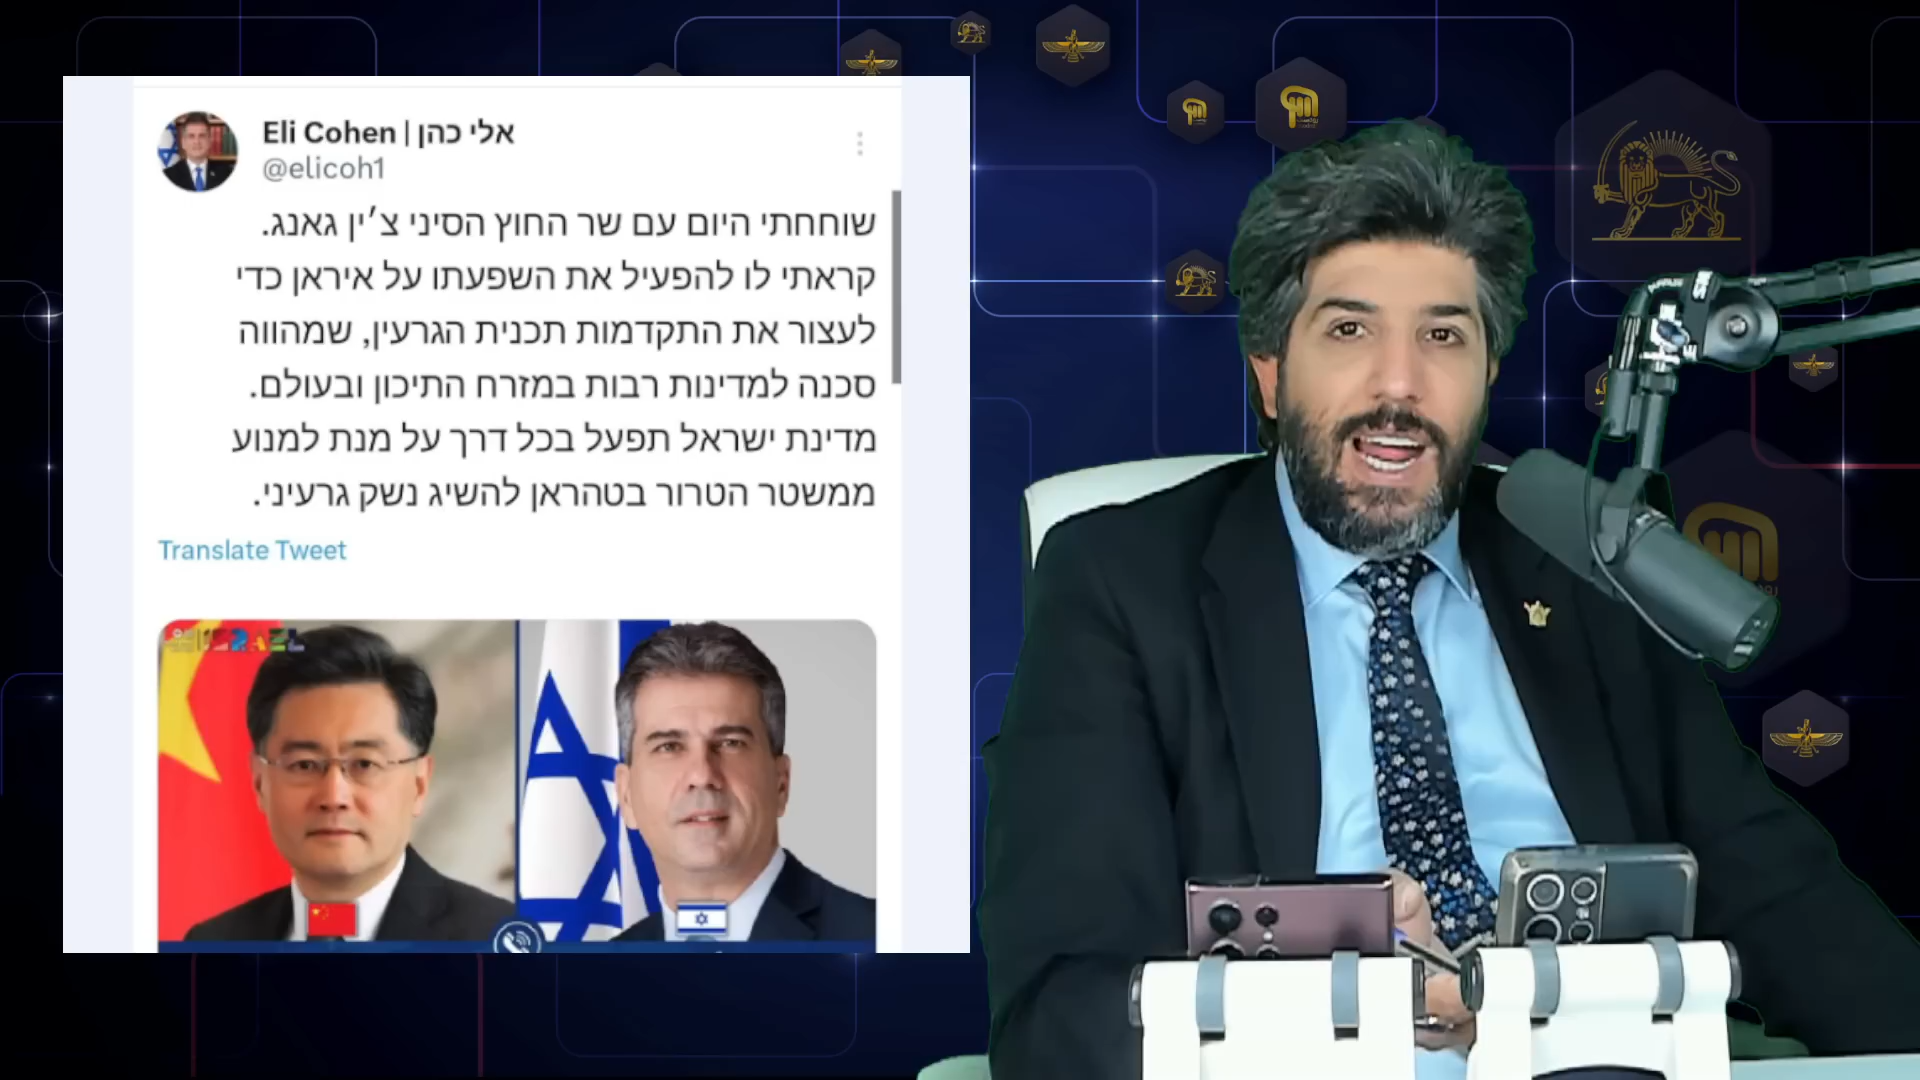 Eli Cohen | אלי כהן
@elicoh1
שוחחתי היום עם שר החוץ הסיני צ׳ין גאנג.
קראתי לו להפעיל את השפעתו על איראן כדי
לעצור את התקדמות תכנית הגרעין, שמהווה
סכנה למדינות רבות במזרח התיכון ובעולם.
מדינת ישראל תפעל בכל דרך על מנת למנוע
ממשטר הטרור בטהראן להשיג נשק גרעיני.
Translate Tweet
ISRAEL